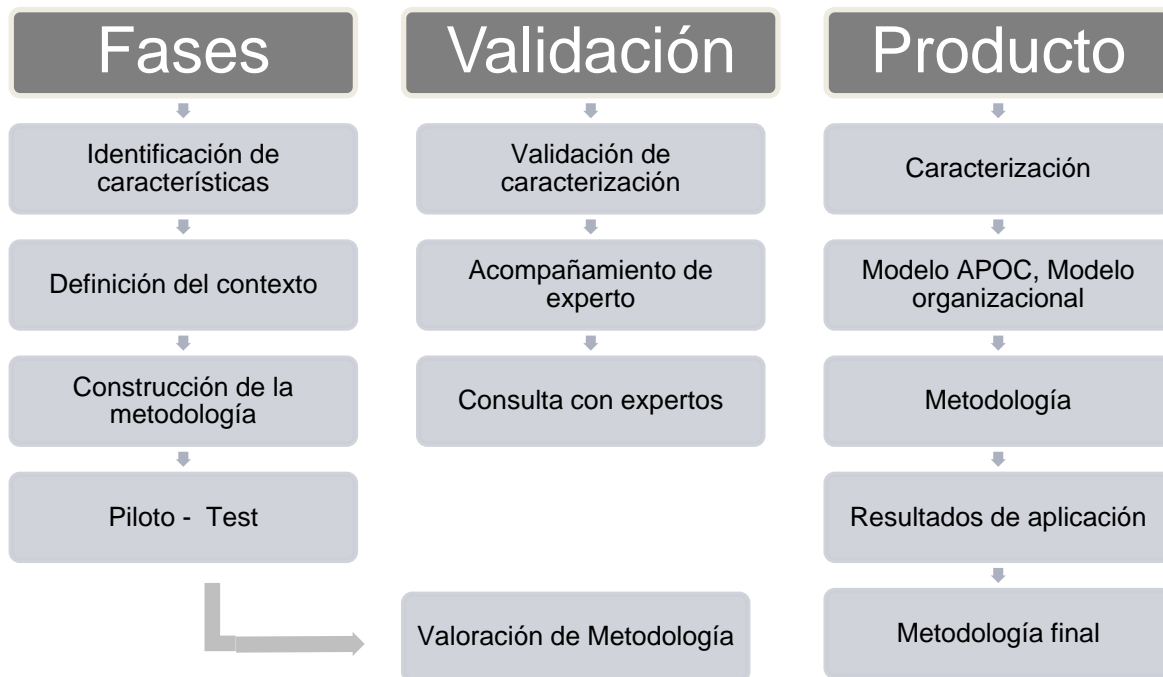 Fases
Identificación de
características
Definición del contexto
Construcción de la
metodología
Piloto - Test
Validación
Validación de
caracterización
Acompañamiento de
experto
Consulta con expertos
Valoración de Metodología
Producto
Caracterización
Modelo APOC, Modelo
organizacional
Metodología
Resultados de aplicación
Metodología final